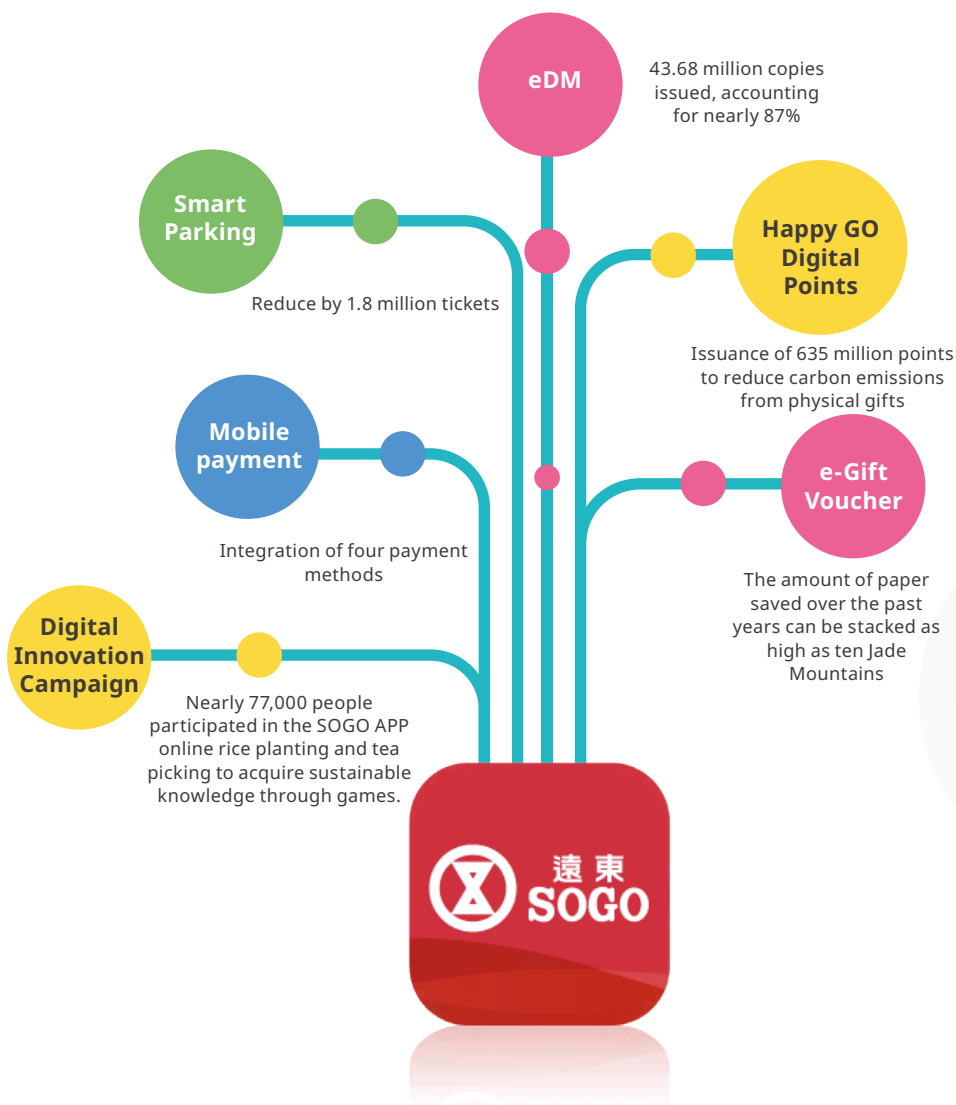 eDM
43.68 million copies
issued, accounting
for nearly 87%
Smart
Parking
Reduce by 1.8 million tickets
Happy GO
Digital
Points
Issuance of 635 million points
to reduce carbon emissions
from physical gifts
Mobile
payment
Integration of four payment
methods
e-Gift
Voucher
The amount of paper
saved over the past
years can be stacked as
high as ten Jade
Mountains
Digital
Innovation
Campaign
Nearly 77,000 people
participated in the SOGO APP
online rice planting and tea
picking to acquire sustainable
knowledge through games.
遠東
SOGO